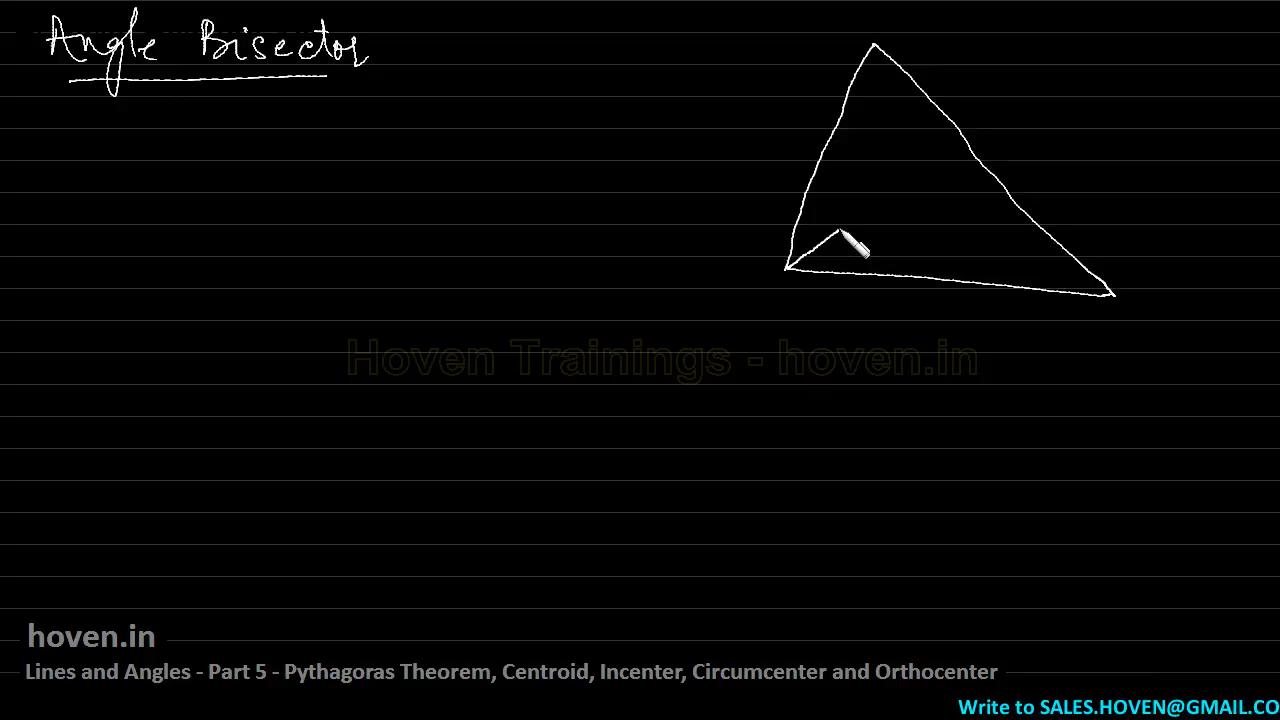 Angle Bisector
Hoven Trainings - hoven.in
hoven.in
Lines and Angles - Part 5 - Pythagoras Theorem, Centroid, Incenter, Circumcenter and Orthocenter
Write to SALES.HOVEN@GMAIL.CO